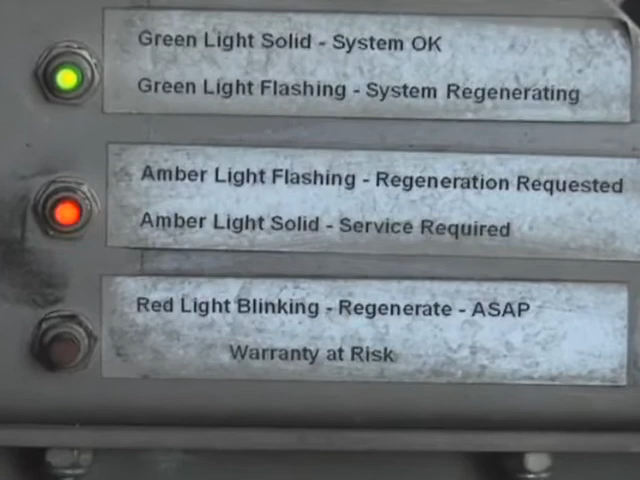 Green Light Solid - System OK
Green Light Flashing - System Regenerating
Amber Light Flashing - Regeneration Requested
Amber Light Solid - Service Required
Red Light Blinking - Regenerate - ASAP
Warranty at Risk